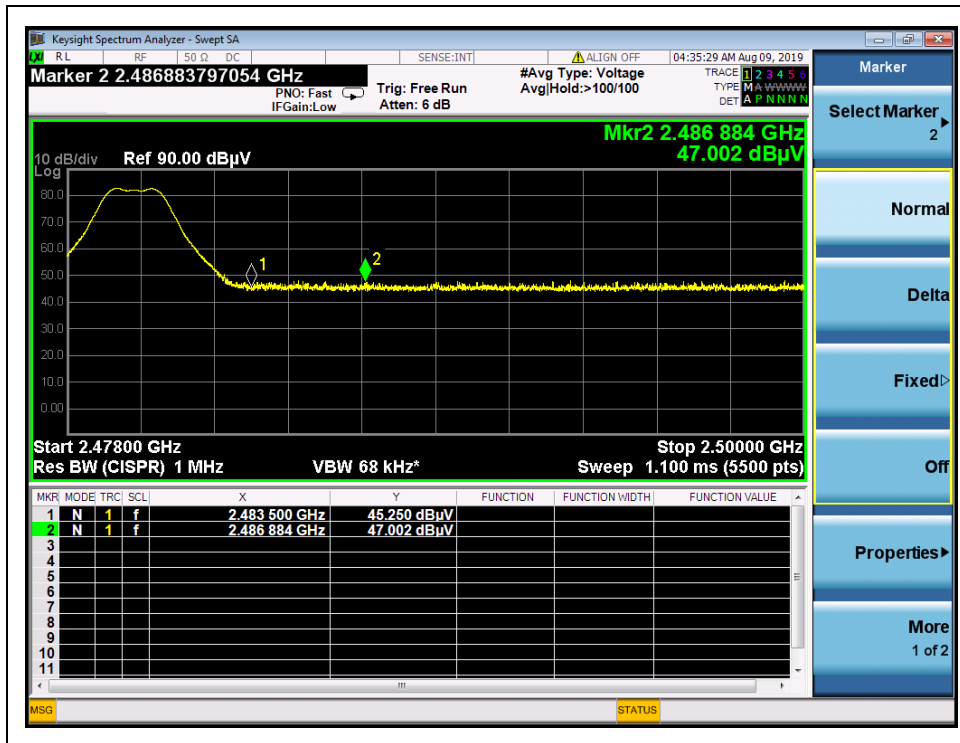 Keysight Spectrum Analyzer - Swept SA
LXI RL RF 50 Ω DC SENSE:INT ALIGN OFF 04:35:29 AM Aug 09, 2019
Marker 2 2.486883797054 GHz
PNO: Fast
IFGain:Low
Trig: Free Run
Atten: 6 dB
#Avg Type: Voltage
Avg|Hold:>100/100
TRACE 1 2 3 4 5 6
TYPE M A W W W W
DET A P N N N N
Mkr2 2.486 884 GHz
47.002 dBµV
10 dB/div Ref 90.00 dBµV
Log
80.0
70.0
60.0
50.0
40.0
30.0
20.0
10.0
0.00
1
2
Start 2.47800 GHz Stop 2.50000 GHz
Res BW (CISPR) 1 MHz VBW 68 kHz* Sweep 1.100 ms (5500 pts)
MKR MODE TRC SCL X Y FUNCTION FUNCTION WIDTH FUNCTION VALUE
1 N 1 f 2.483 500 GHz 45.250 dBµV
2 N 1 f 2.486 884 GHz 47.002 dBµV
3
4
5
6
7
8
9
10
11
MSG STATUS
Marker
Select Marker
2
Normal
Delta
Fixed
Off
Properties
More
1 of 2